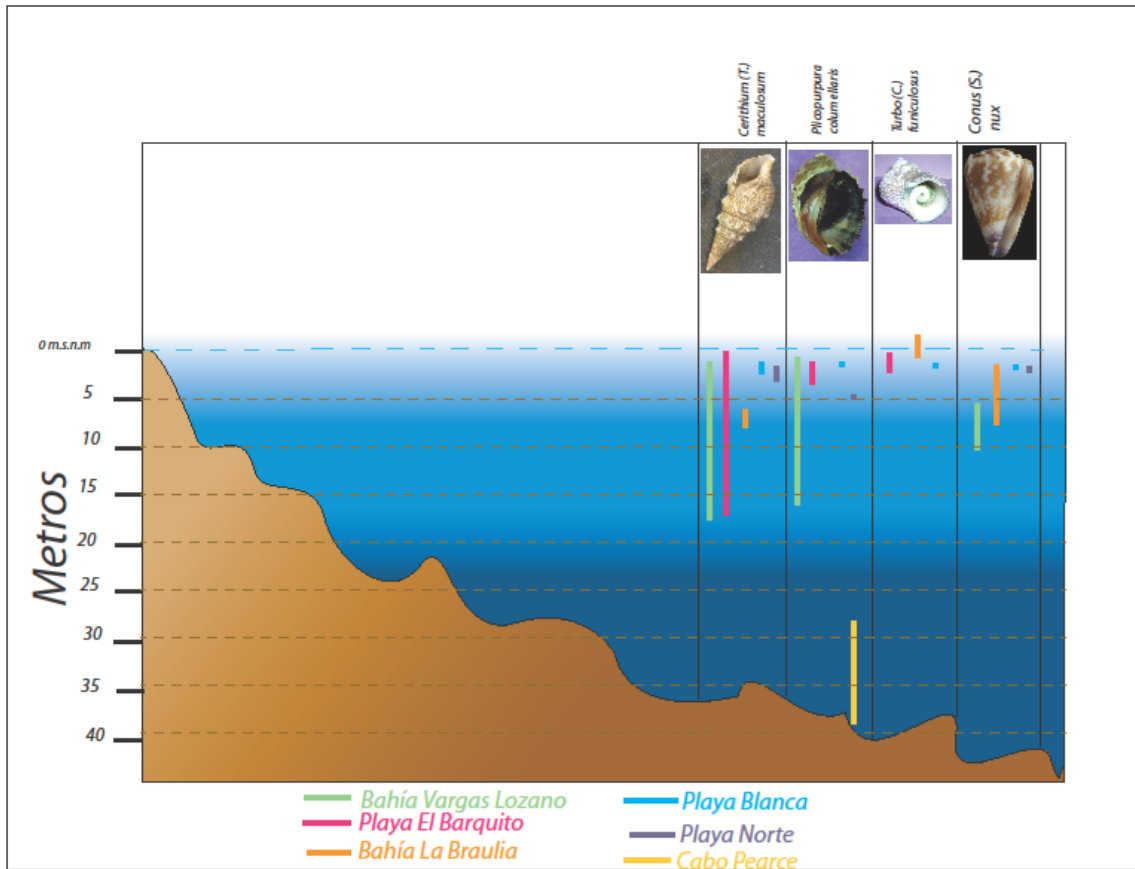 Cerithium (T.)
maculosum
Plicopurpura
columellaris
Turbo (C.)
funiculosus
Conus (S.)
nux
0 m.s.n.m
5
10
15
20
25
30
35
40
Metros
Bahía Vargas Lozano
Playa El Barquito
Bahía La Braulia
Playa Blanca
Playa Norte
Cabo Pearce